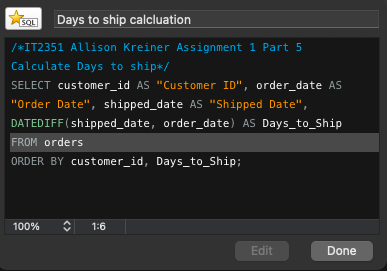 SQL
Days to ship calcluation
/*IT2351 Allison Kreiner Assignment 1 Part 5
Calculate Days to ship*/
SELECT customer_id AS "Customer ID", order_date AS
"Order Date", shipped_date AS "Shipped Date",
DATEDIFF(shipped_date, order_date) AS Days_to_Ship
FROM orders
ORDER BY customer_id, Days_to_Ship;
100% 1:6
Edit Done